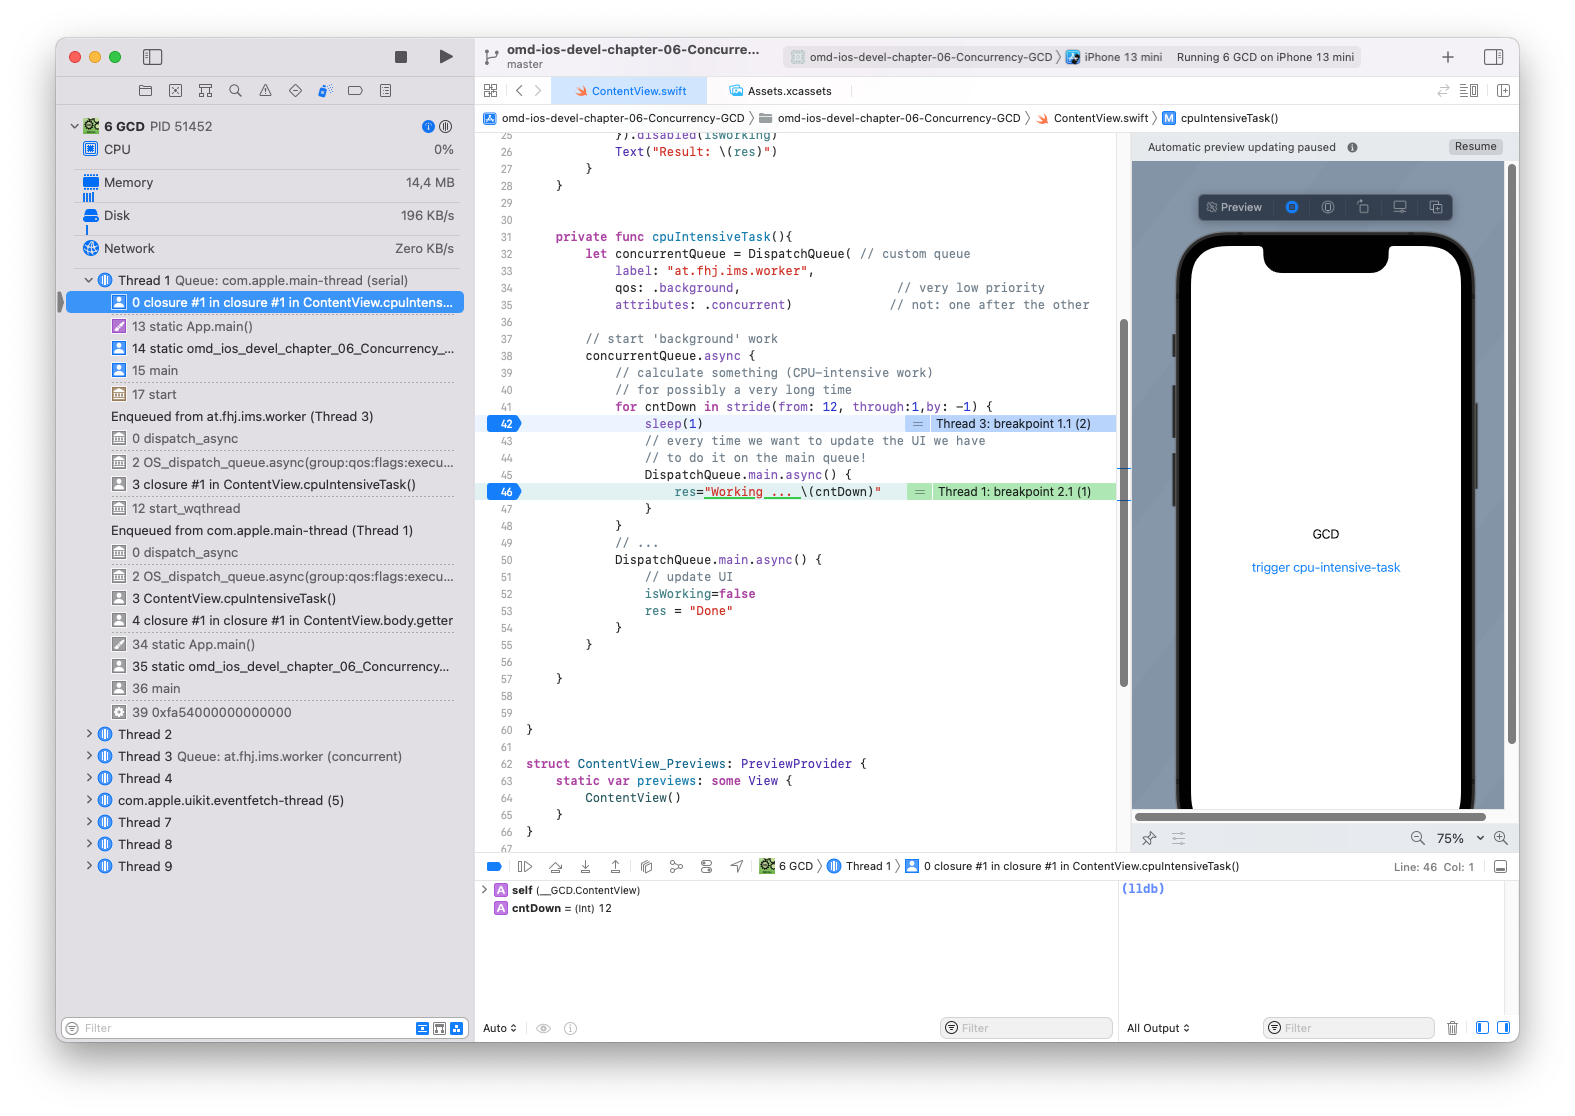 omd-ios-devel-chapter-06-Concurre...
master
omd-ios-devel-chapter-06-Concurrency-GCD
iPhone 13 mini
Running 6 GCD on iPhone 13 mini
ContentView.swift
Assets.xcassets
omd-ios-devel-chapter-06-Concurrency-GCD
omd-ios-devel-chapter-06-Concurrency-GCD
ContentView.swift
M cpuIntensiveTask()
6 GCD PID 51452
CPU 0%
Memory 14,4 MB
Disk 196 KB/s
Network Zero KB/s
Thread 1 Queue: com.apple.main-thread (serial)
0 closure #1 in closure #1 in ContentView.cpuIntens...
13 static App.main()
14 static omd_ios_devel_chapter_06_Concurrency_...
15 main
17 start
Enqueued from at.fhj.ims.worker (Thread 3)
0 dispatch_async
2 OS_dispatch_queue.async(group:qos:flags:execu...
3 closure #1 in ContentView.cpuIntensiveTask()
12 start_wqthread
Enqueued from com.apple.main-thread (Thread 1)
0 dispatch_async
2 OS_dispatch_queue.async(group:qos:flags:execu...
3 ContentView.cpuIntensiveTask()
4 closure #1 in closure #1 in ContentView.body.getter
34 static App.main()
35 static omd_ios_devel_chapter_06_Concurrency...
36 main
39 0xfa54000000000000
Thread 2
Thread 3 Queue: at.fhj.ims.worker (concurrent)
Thread 4
com.apple.uikit.eventfetch-thread (5)
Thread 7
Thread 8
Thread 9
Filter
25 }).disabled(isWorking)
26 Text("Result: \(res)")
27 }
28 }
29
30
31 private func cpuIntensiveTask(){
32 let concurrentQueue = DispatchQueue( // custom queue
33 label: "at.fhj.ims.worker",
34 qos: .background, // very low priority
35 attributes: .concurrent) // not: one after the other
36
37 // start 'background' work
38 concurrentQueue.async {
39 // calculate something (CPU-intensive work)
40 // for possibly a very long time
41 for cntDown in stride(from: 12, through:1,by: -1) {
42 sleep(1) = Thread 3: breakpoint 1.1 (2)
43 // every time we want to update the UI we have
44 // to do it on the main queue!
45 DispatchQueue.main.async() {
46 res="Working ... \(cntDown)" = Thread 1: breakpoint 2.1 (1)
47 }
48 }
49 // ...
50 DispatchQueue.main.async() {
51 // update UI
52 isWorking=false
53 res = "Done"
54 }
55 }
56
57 }
58
59
60 }
61
62 struct ContentView_Previews: PreviewProvider {
63 static var previews: some View {
64 ContentView()
65 }
66 }
67
Automatic preview updating paused
Resume
Preview
GCD
trigger cpu-intensive-task
75%
6 GCD
Thread 1
0 closure #1 in closure #1 in ContentView.cpuIntensiveTask()
Line: 46 Col: 1
A self (__GCD.ContentView)
A cntDown = (Int) 12
(lldb)
Auto
Filter
All Output
Filter